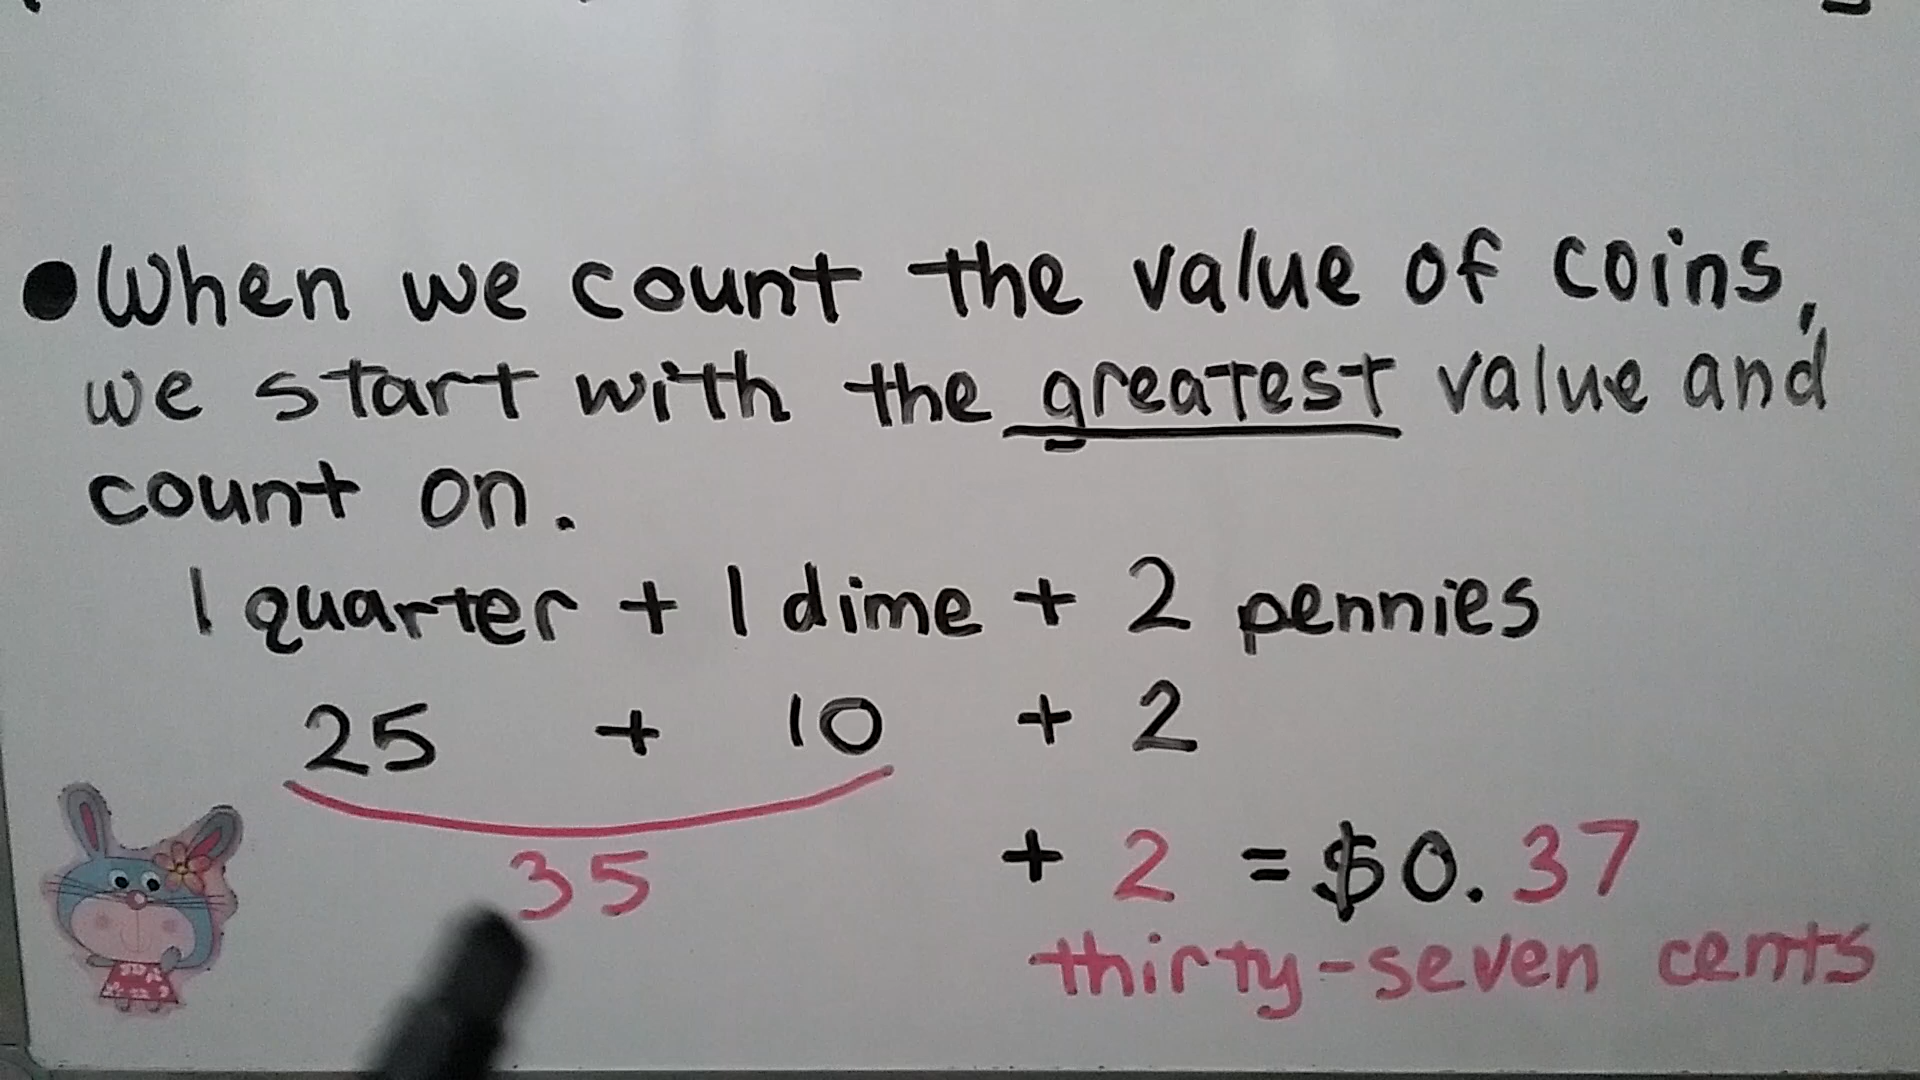 •When we count the value of coins,
we start with the greatest value and
count on.
1 quarter + 1 dime + 2 pennies
25 + 10 + 2
35 + 2 = $0.37
thirty-seven cents